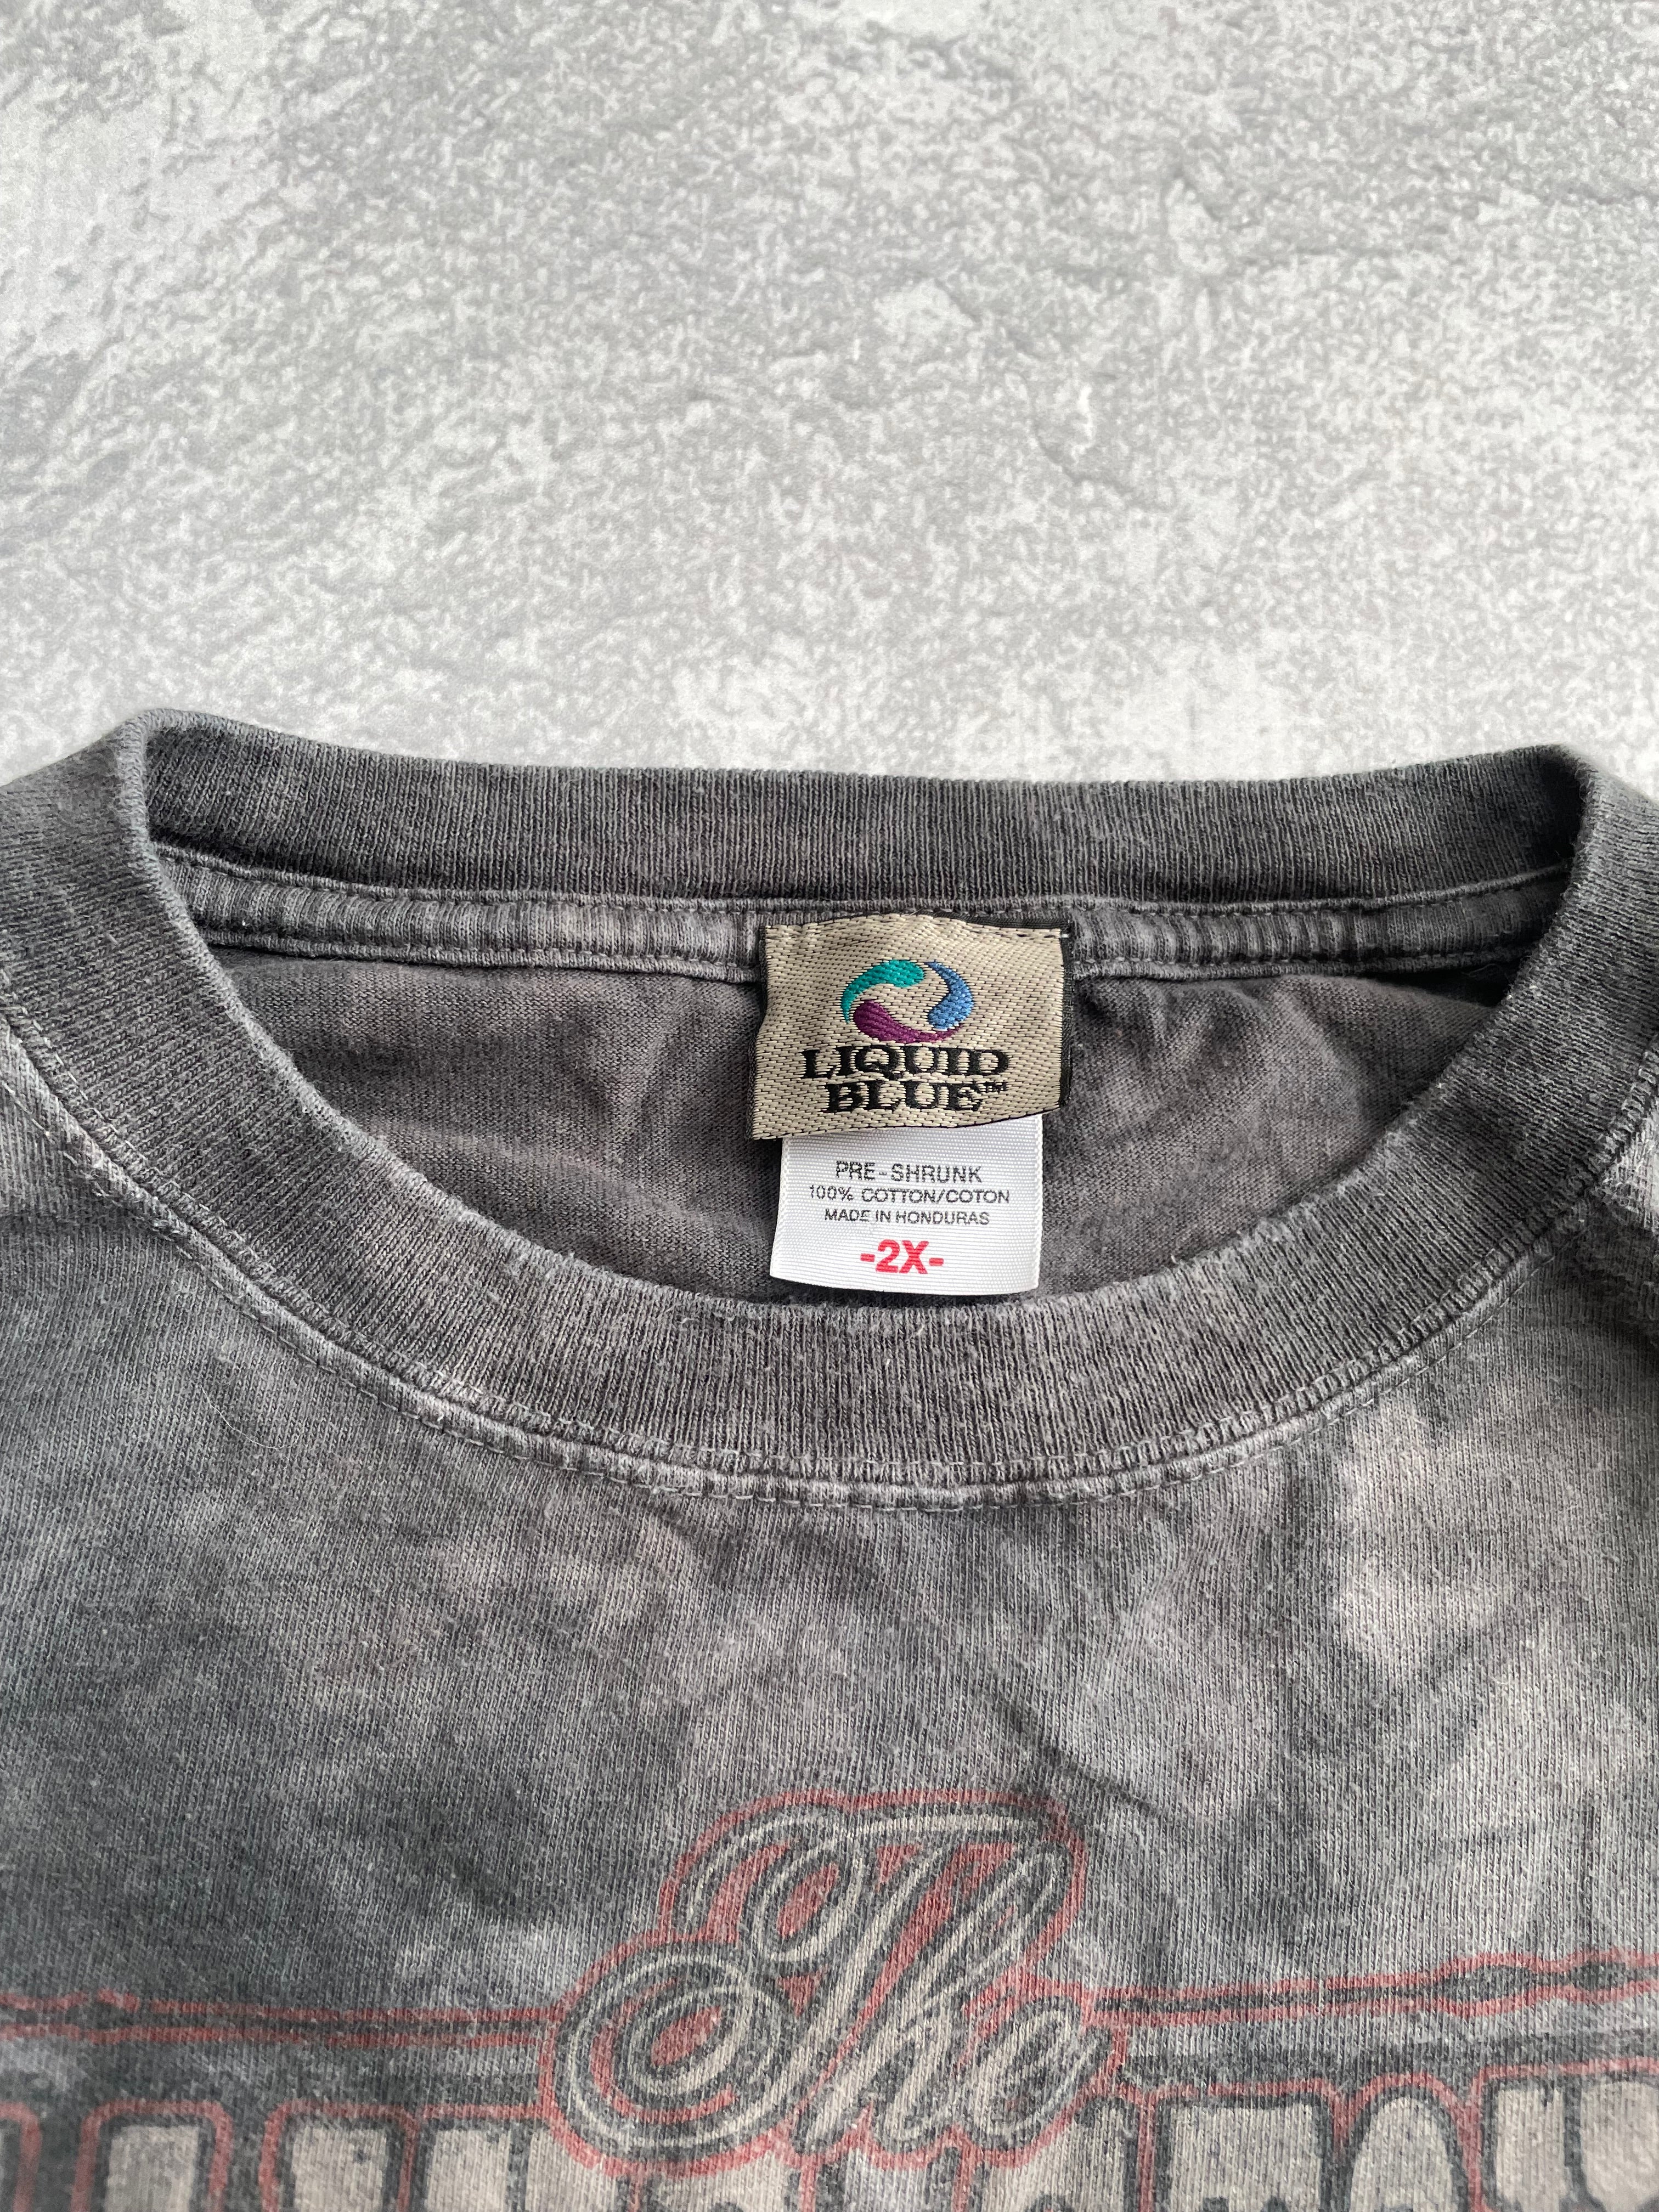 LIQUID
BLUE™
PRE-SHRUNK
100% COTTON/COTON
MADE IN HONDURAS
-2X-
The